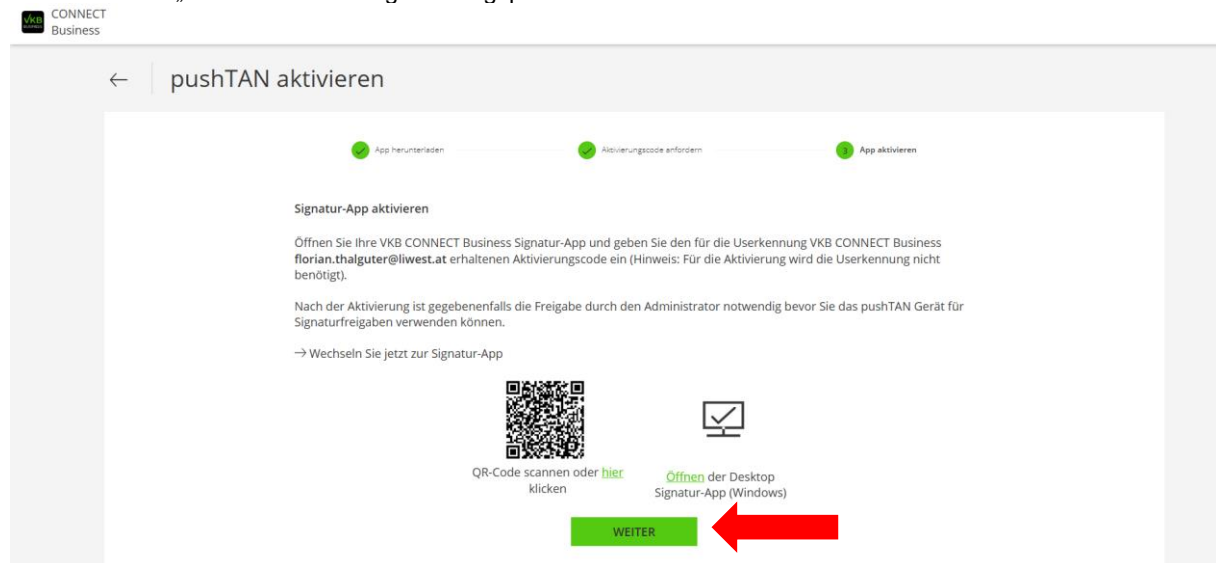 CONNECT
Business
← pushTAN aktivieren
App herunterladen
Aktivierungscode anfordern
3 App aktivieren
Signatur-App aktivieren
Öffnen Sie Ihre VKB CONNECT Business Signatur-App und geben Sie den für die Userkennung VKB CONNECT Business
florian.thalguter@liwest.at erhaltenen Aktivierungscode ein (Hinweis: Für die Aktivierung wird die Userkennung nicht
benötigt).
Nach der Aktivierung ist gegebenenfalls die Freigabe durch den Administrator notwendig bevor Sie das pushTAN Gerät für
Signaturfreigaben verwenden können.
→ Wechseln Sie jetzt zur Signatur-App
QR-Code scannen oder hier
klicken
Öffnen der Desktop
Signatur-App (Windows)
WEITER